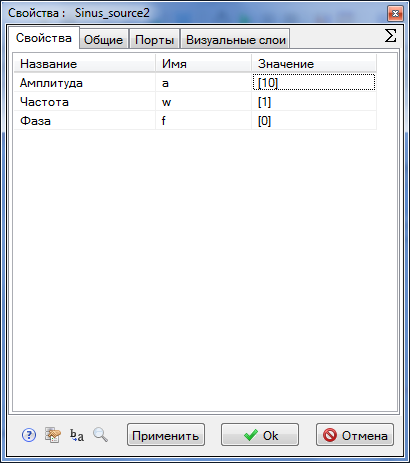 Свойства : Sinus_source2
Свойства Общие Порты Визуальные слои Σ
Название Имя Значение
Амплитуда a [10]
Частота w [1]
Фаза f [0]
? b a Применить Ok Отмена